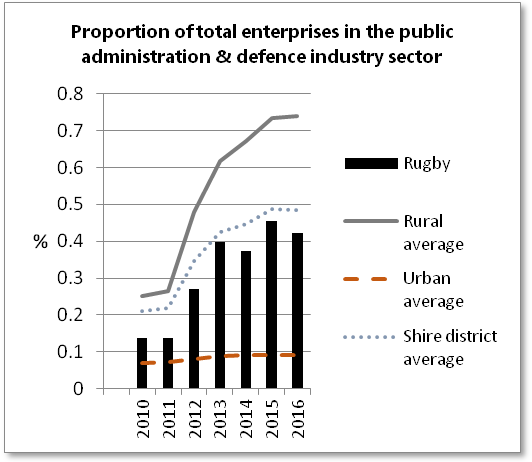 Proportion of total enterprises in the public
administration & defence industry sector
0.8
0.7
0.6
0.5
0.4
0.3
0.2
0.1
0
%
2010
2011
2012
2013
2014
2015
2016
Rugby
Rural
average
Urban
average
Shire district
average